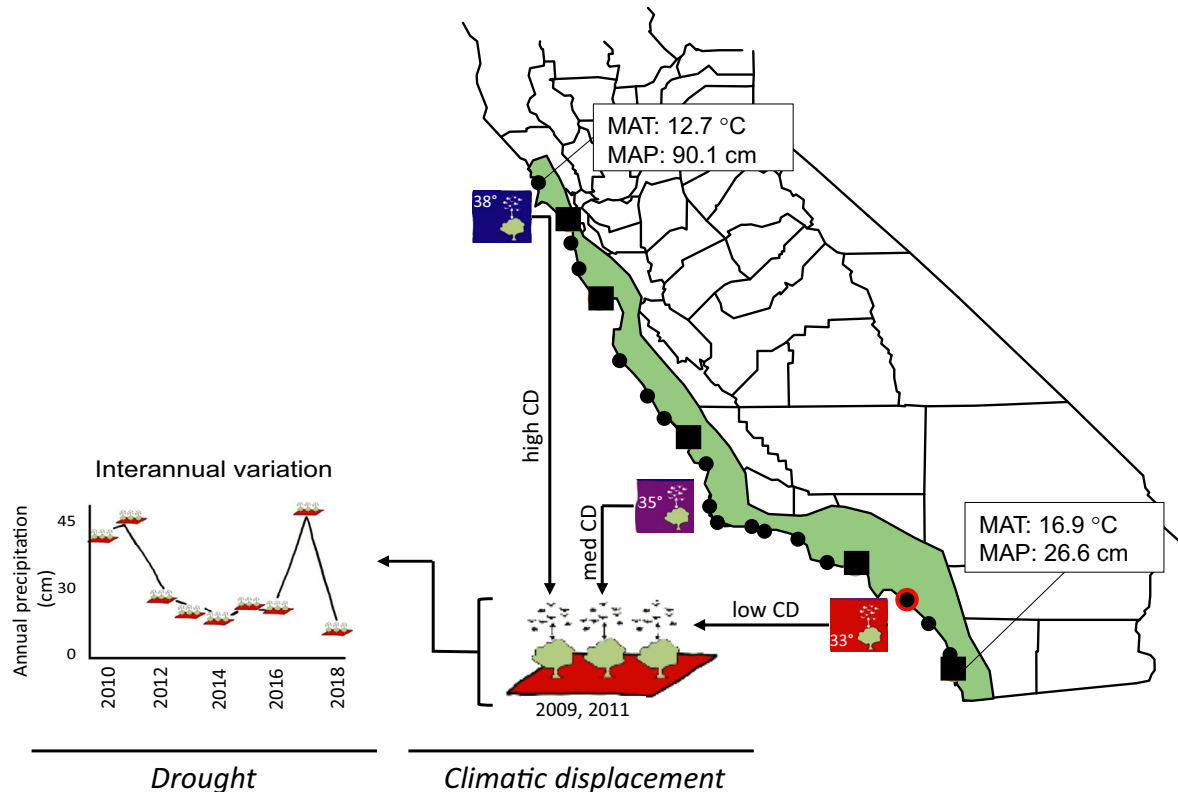 MAT: 12.7 °C
MAP: 90.1 cm
38°
high CD
35°
med CD
MAT: 16.9 °C
MAP: 26.6 cm
low CD
33°
Interannual variation
Annual precipitation
(cm)
45
30
0
2010
2012
2014
2016
2018
2009, 2011
Drought
Climatic displacement